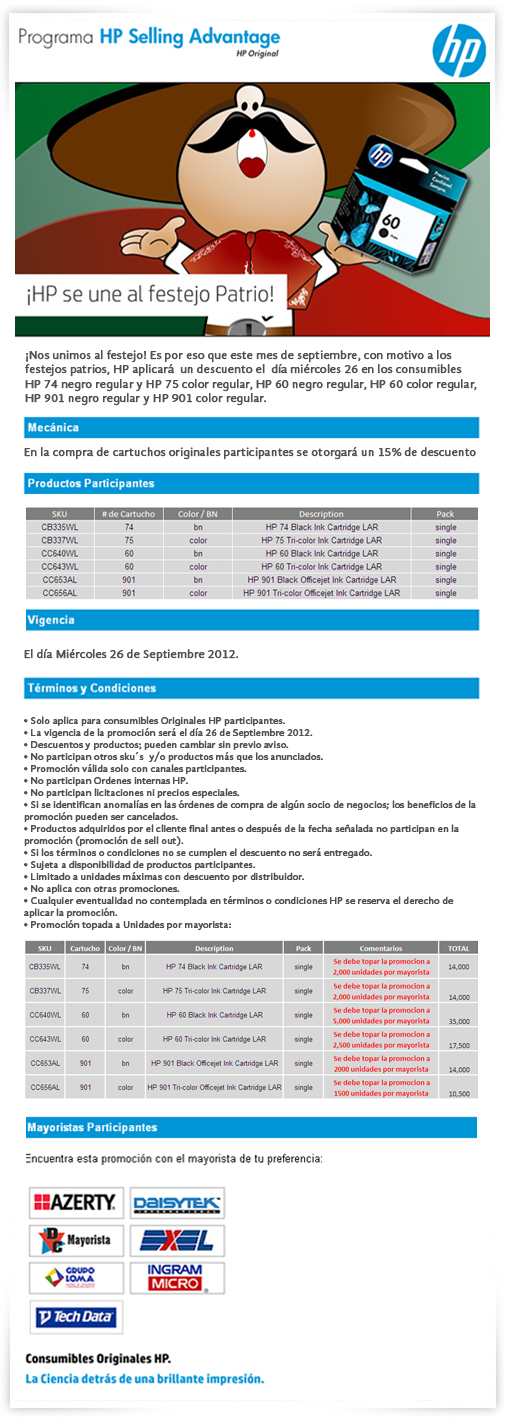 Programa HP Selling Advantage
HP Original
hp
hp
60
¡HP se une al festejo Patrio!
¡Nos unimos al festejo! Es por eso que este mes de septiembre, con motivo a los
festejos patrios, HP aplicará un descuento el día miércoles 26 en los consumibles
HP 74 negro regular y HP 75 color regular, HP 60 negro regular, HP 60 color regular,
HP 901 negro regular y HP 901 color regular.
Mecánica
En la compra de cartuchos originales participantes se otorgará un 15% de descuento
Productos Participantes
SKU # de Cartucho Color / BN Description Pack
CB335WL 74 bn HP 74 Black Ink Cartridge LAR single
CB337WL 75 color HP 75 Tri-color Ink Cartridge LAR single
CC640WL 60 bn HP 60 Black Ink Cartridge LAR single
CC643WL 60 color HP 60 Tri-color Ink Cartridge LAR single
CC653AL 901 bn HP 901 Black Officejet Ink Cartridge LAR single
CC656AL 901 color HP 901 Tri-color Officejet Ink Cartridge LAR single
Vigencia
El día Miércoles 26 de Septiembre 2012.
Términos y Condiciones
• Solo aplica para consumibles Originales HP participantes.
• La vigencia de la promoción será el día 26 de Septiembre 2012.
• Descuentos y productos; pueden cambiar sin previo aviso.
• No participan otros sku´s y/o productos más que los anunciados.
• Promoción válida solo con canales participantes.
• No participan Ordenes internas HP.
• No participan licitaciones ni precios especiales.
• Si se identifican anomalías en las órdenes de compra de algún socio de negocios; los beneficios de la
promoción pueden ser cancelados.
• Productos adquiridos por el cliente final antes o después de la fecha señalada no participan en la
promoción (promoción de sell out).
• Si los términos o condiciones no se cumplen el descuento no será entregado.
• Sujeta a disponibilidad de productos participantes.
• Limitado a unidades máximas con descuento por distribuidor.
• No aplica con otras promociones.
• Cualquier eventualidad no contemplada en términos o condiciones HP se reserva el derecho de
aplicar la promoción.
• Promoción topada a Unidades por mayorista:
SKU Cartucho Color / BN Description Pack Comentarios TOTAL
CB335WL 74 bn HP 74 Black Ink Cartridge LAR single Se debe topar la promocion a 2,000 unidades por mayorista 14,000
CB337WL 75 color HP 75 Tri-color Ink Cartridge LAR single Se debe topar la promocion a 2,000 unidades por mayorista 14,000
CC640WL 60 bn HP 60 Black Ink Cartridge LAR single Se debe topar la promocion a 5,000 unidades por mayorista 35,000
CC643WL 60 color HP 60 Tri-color Ink Cartridge LAR single Se debe topar la promocion a 2,500 unidades por mayorista 17,500
CC653AL 901 bn HP 901 Black Officejet Ink Cartridge LAR single Se debe topar la promocion a 2000 unidades por mayorista 14,000
CC656AL 901 color HP 901 Tri-color Officejet Ink Cartridge LAR single Se debe topar la promocion a 1500 unidades por mayorista 10,500
Mayoristas Participantes
Encuentra esta promoción con el mayorista de tu preferencia:
AZERTY DAISYTEK INTERNATIONAL
DC Mayorista EXEL
GRUPO LOMA INGRAM MICRO
Tech Data
Consumibles Originales HP.
La Ciencia detrás de una brillante impresión.